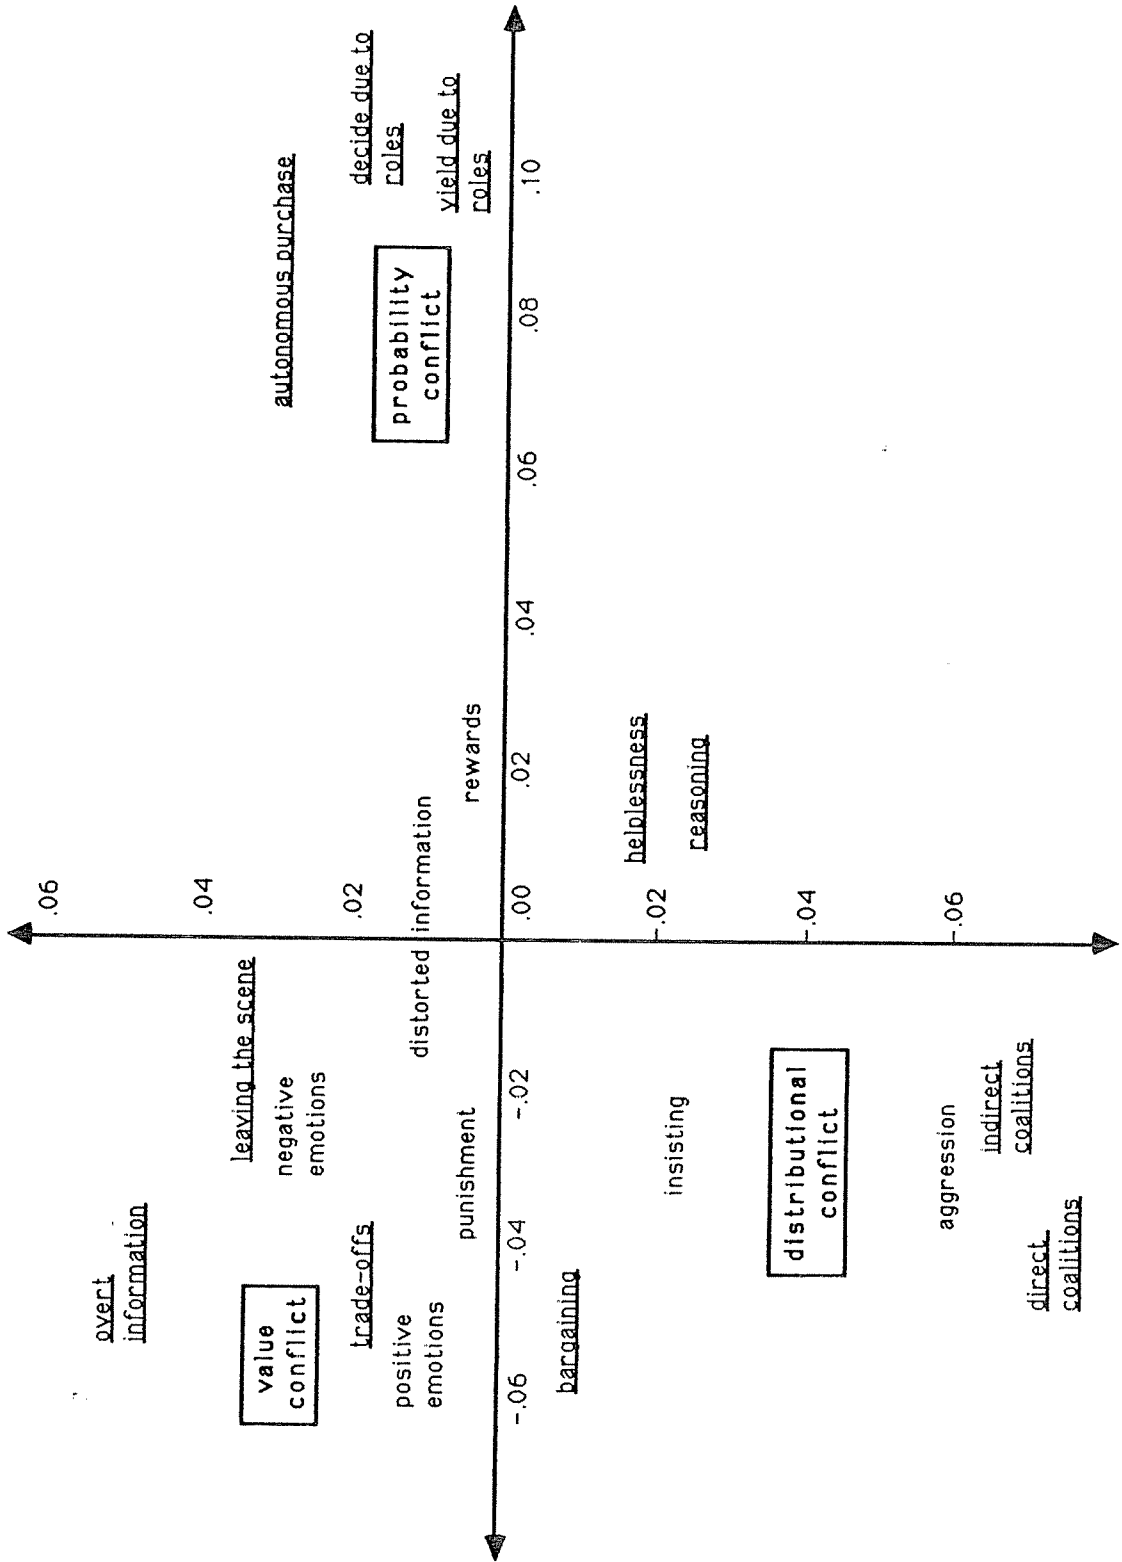 .06
overt
information
.04
leaving the scene
negative
emotions
value
conflict
autonomous purchase
.02
trade-offs
decide due to
roles
probability
conflict
positive
emotions
distorted information
yield due to
roles
punishment
rewards
-.06
-.04
-.02
.00
.02
.04
.06
.08
.10
bargaining
helplessness
.02
insisting
reasoning
.04
distributional
conflict
.06
aggression
indirect
coalitions
direct
coalitions